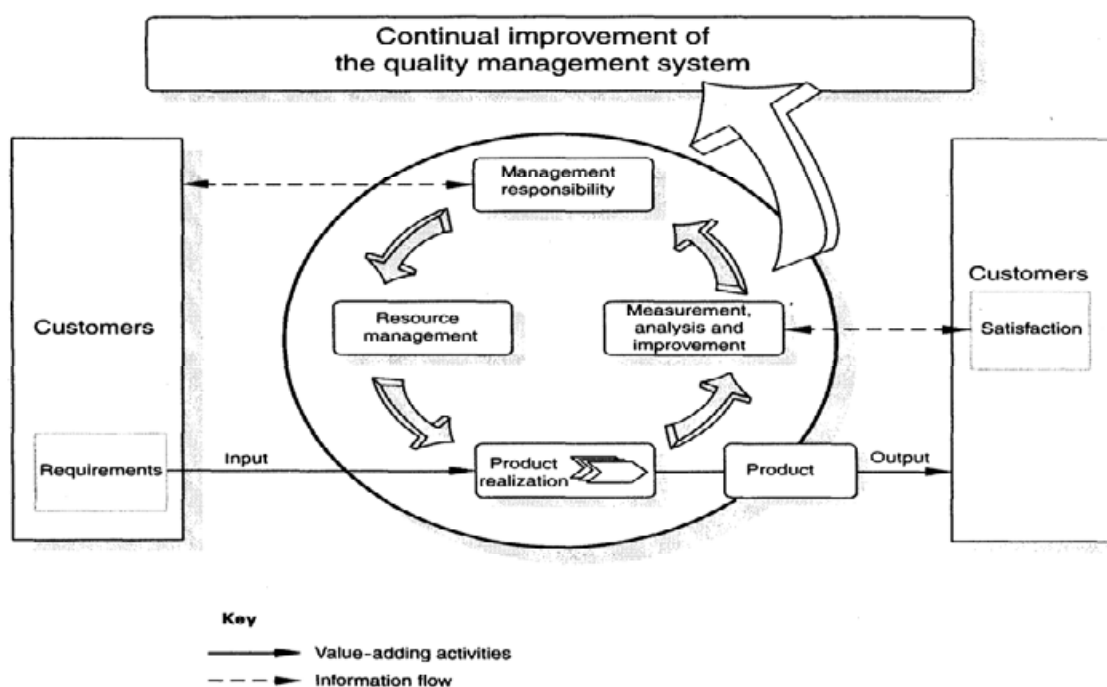 Continual improvement of
the quality management system
Management
responsibility
Customers
Resource
management
Measurement,
analysis and
improvement
Customers
Satisfaction
Requirements
Input
Product
realization
Product
Output
Key
Value-adding activities
Information flow